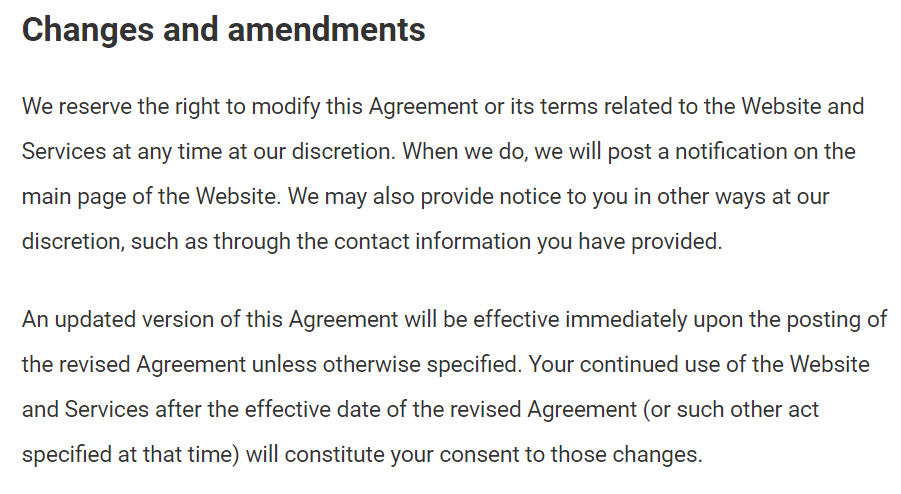 Changes and amendments
We reserve the right to modify this Agreement or its terms related to the Website and
Services at any time at our discretion. When we do, we will post a notification on the
main page of the Website. We may also provide notice to you in other ways at our
discretion, such as through the contact information you have provided.
An updated version of this Agreement will be effective immediately upon the posting of
the revised Agreement unless otherwise specified. Your continued use of the Website
and Services after the effective date of the revised Agreement (or such other act
specified at that time) will constitute your consent to those changes.